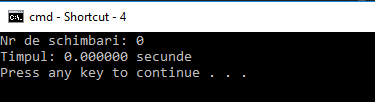 cmd - Shortcut - 4
Nr de schimbari: 0
Timpul: 0.000000 secunde
Press any key to continue . . .